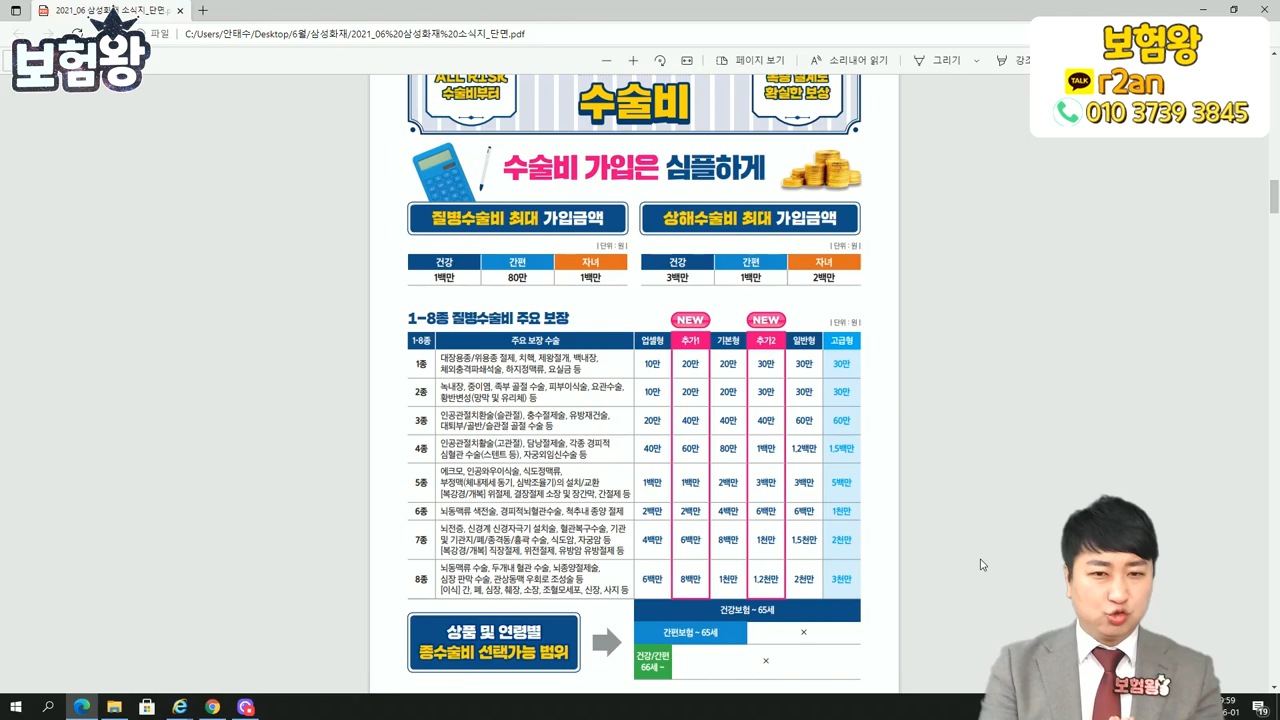 2021_06 삼성화재 소식지_단면.p
파일
C:/Users/안태수/Desktop/6월/삼성화재/2021_06%20삼성화재%20소식지_단면.pdf
보험왕
페이지 보기
소리내어 읽기
그리기
강조
보험왕
TALK r2an
010 3739 3845
ALL RISK
수술비부터
수술비
확실한 보상
수술비 가입은 심플하게
질병수술비 최대 가입금액
상해수술비 최대 가입금액
| 단위 : 원 |
| 단위 : 원 |
건강 간편 자녀
1백만 80만 1백만
건강 간편 자녀
3백만 1백만 2백만
1-8종 질병수술비 주요 보장
NEW
NEW
| 단위 : 원 |
1-8종 주요 보장 수술 업셀형 추가1 기본형 추가2 일반형 고급형
1종 대장용종/위용종 절제, 치핵, 제왕절개, 백내장,
체외충격파쇄석술, 하지정맥류, 요실금 등
10만 20만 20만 30만 30만 30만
2종 녹내장, 중이염, 족부 골절 수술, 피부이식술, 요관수술,
황반변성(망막 및 유리체) 등
10만 20만 20만 30만 30만 30만
3종 인공관절치환술(슬관절), 충수절제술, 유방재건술,
대퇴부/골반/슬관절 골절 수술 등
20만 40만 40만 40만 60만 60만
4종 인공관절치활술(고관절), 담낭절제술, 각종 경피적
심혈관 수술(스텐트 등), 자궁외임신수술 등
40만 60만 80만 1백만 1,2백만 1.5백만
5종 에크모, 인공와우이식술, 식도정맥류,
부정맥(체내제세 동기, 심박조율기)의 설치/교환
[복강경/개복] 위절제, 결장절제 소장 및 장간막, 간절제 등
1백만 1백만 2백만 3백만 3백만 5백만
6종 뇌동맥류 색전술, 경피적뇌혈관수술, 척추내 종양 절제
2백만 2백만 4백만 6백만 6백만 1천만
7종 뇌전증, 신경계 신경자극기 설치술, 혈관복구수술, 기관
및 기관지/폐/종격동/흉곽 수술, 식도암, 자궁암 등
[복강경/개복] 직장절제, 위전절제, 유방암 유방절제 등
4백만 6백만 8백만 1천만 1.5천만 2천만
8종 뇌동맥류 수술, 두개내 혈관 수술, 뇌종양절제술,
심장 판막 수술, 관상동맥 우회로 조성술 등
[이식] 간, 폐, 심장, 췌장, 소장, 조혈모세포, 신장, 사지 등
6백만 8백만 1천만 1.2천만 2천만 3천만
상품 및 연령별
종수술비 선택가능 범위
건강보험 ~ 65세
간편보험 ~ 65세 ×
건강/간편
66세 ~
×
보험왕
19